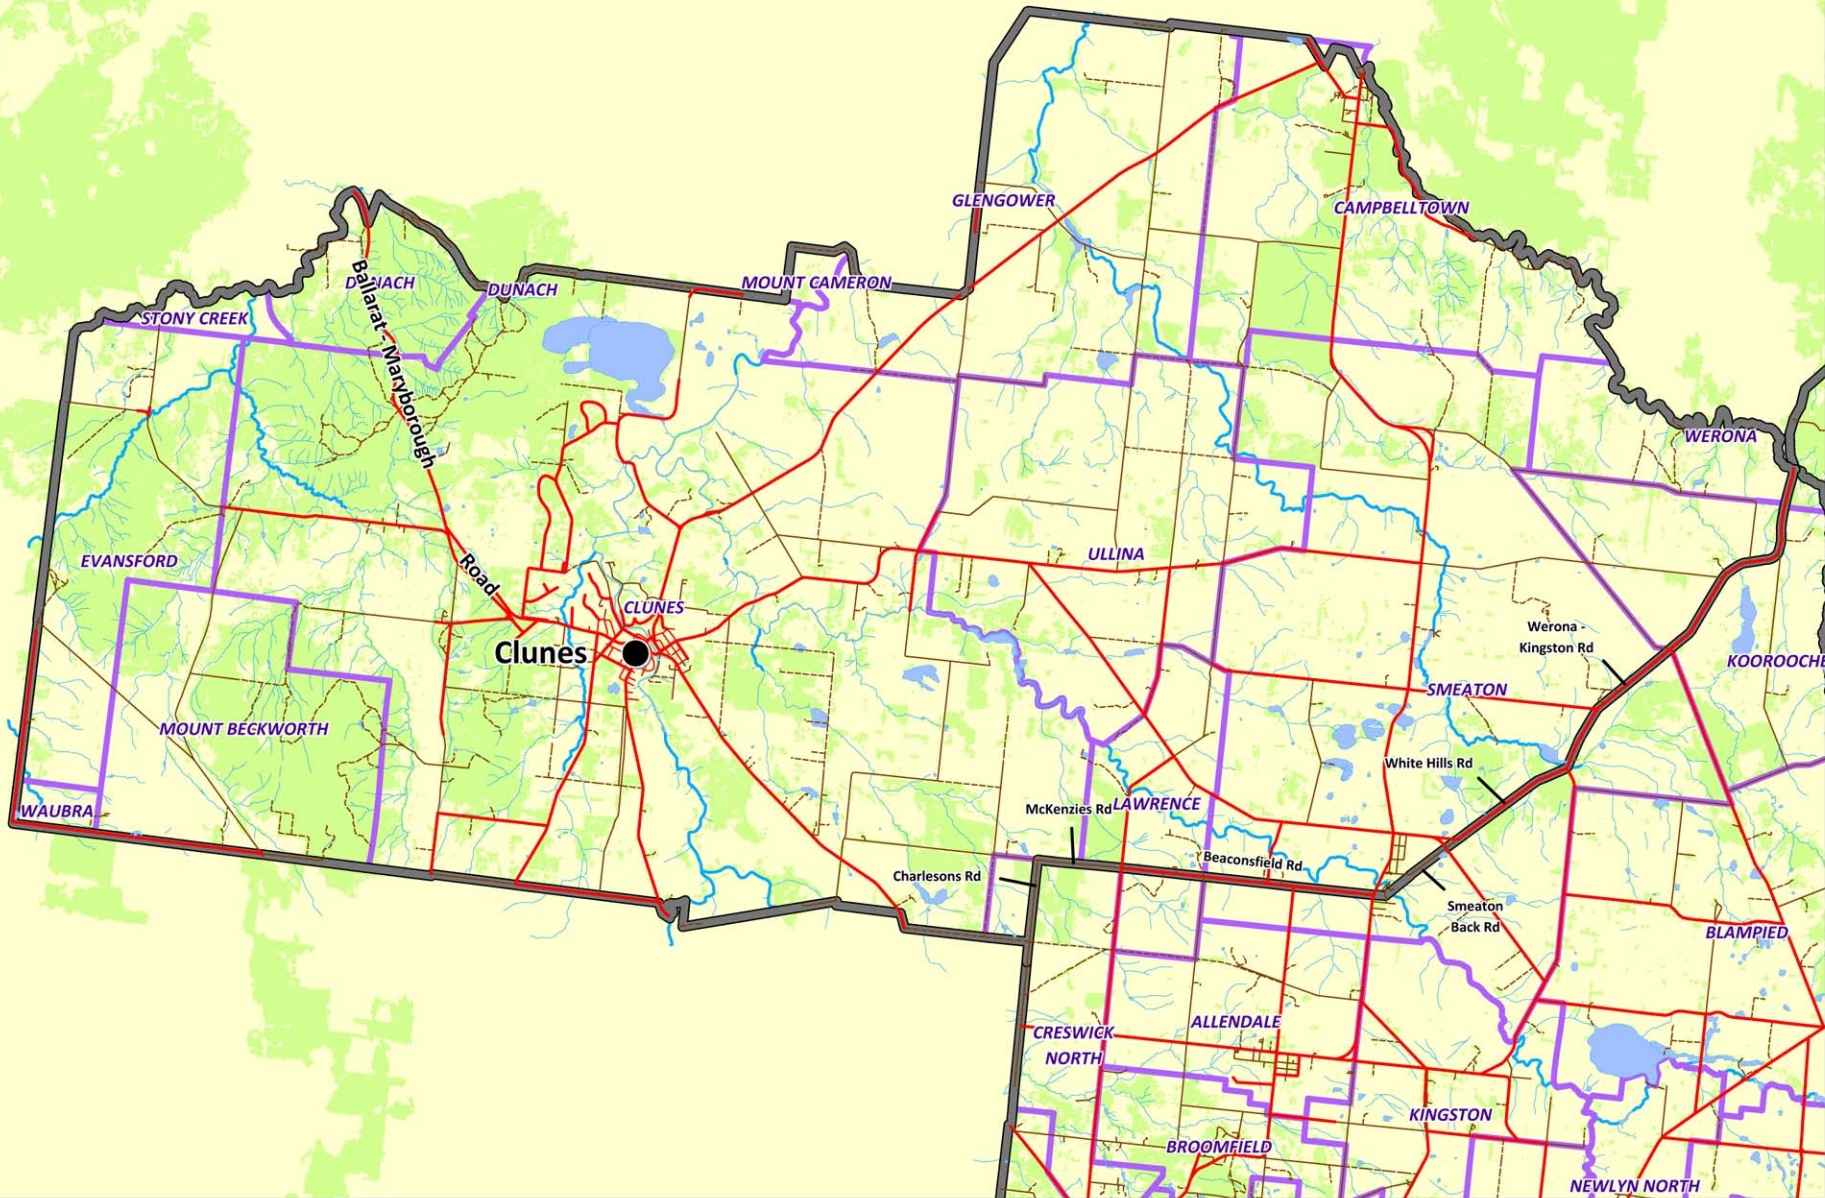 GLENGOWER
CAMPBELLTOWN
DUNACH
DUNACH
MOUNT CAMERON
STONY CREEK
Ballarat - Maryborough
Road
WERONA
EVANSFORD
ULLINA
CLUNES
Clunes
Werona -
Kingston Rd
KOOROOCHE
SMEATON
MOUNT BECKWORTH
White Hills Rd
WAUBRA
McKenzies Rd
LAWRENCE
Beaconsfield Rd
Charlesons Rd
Smeaton
Back Rd
BLAMPIED
CRESWICK
NORTH
ALLENDALE
KINGSTON
BROOMFIELD
NEWLYN NORTH